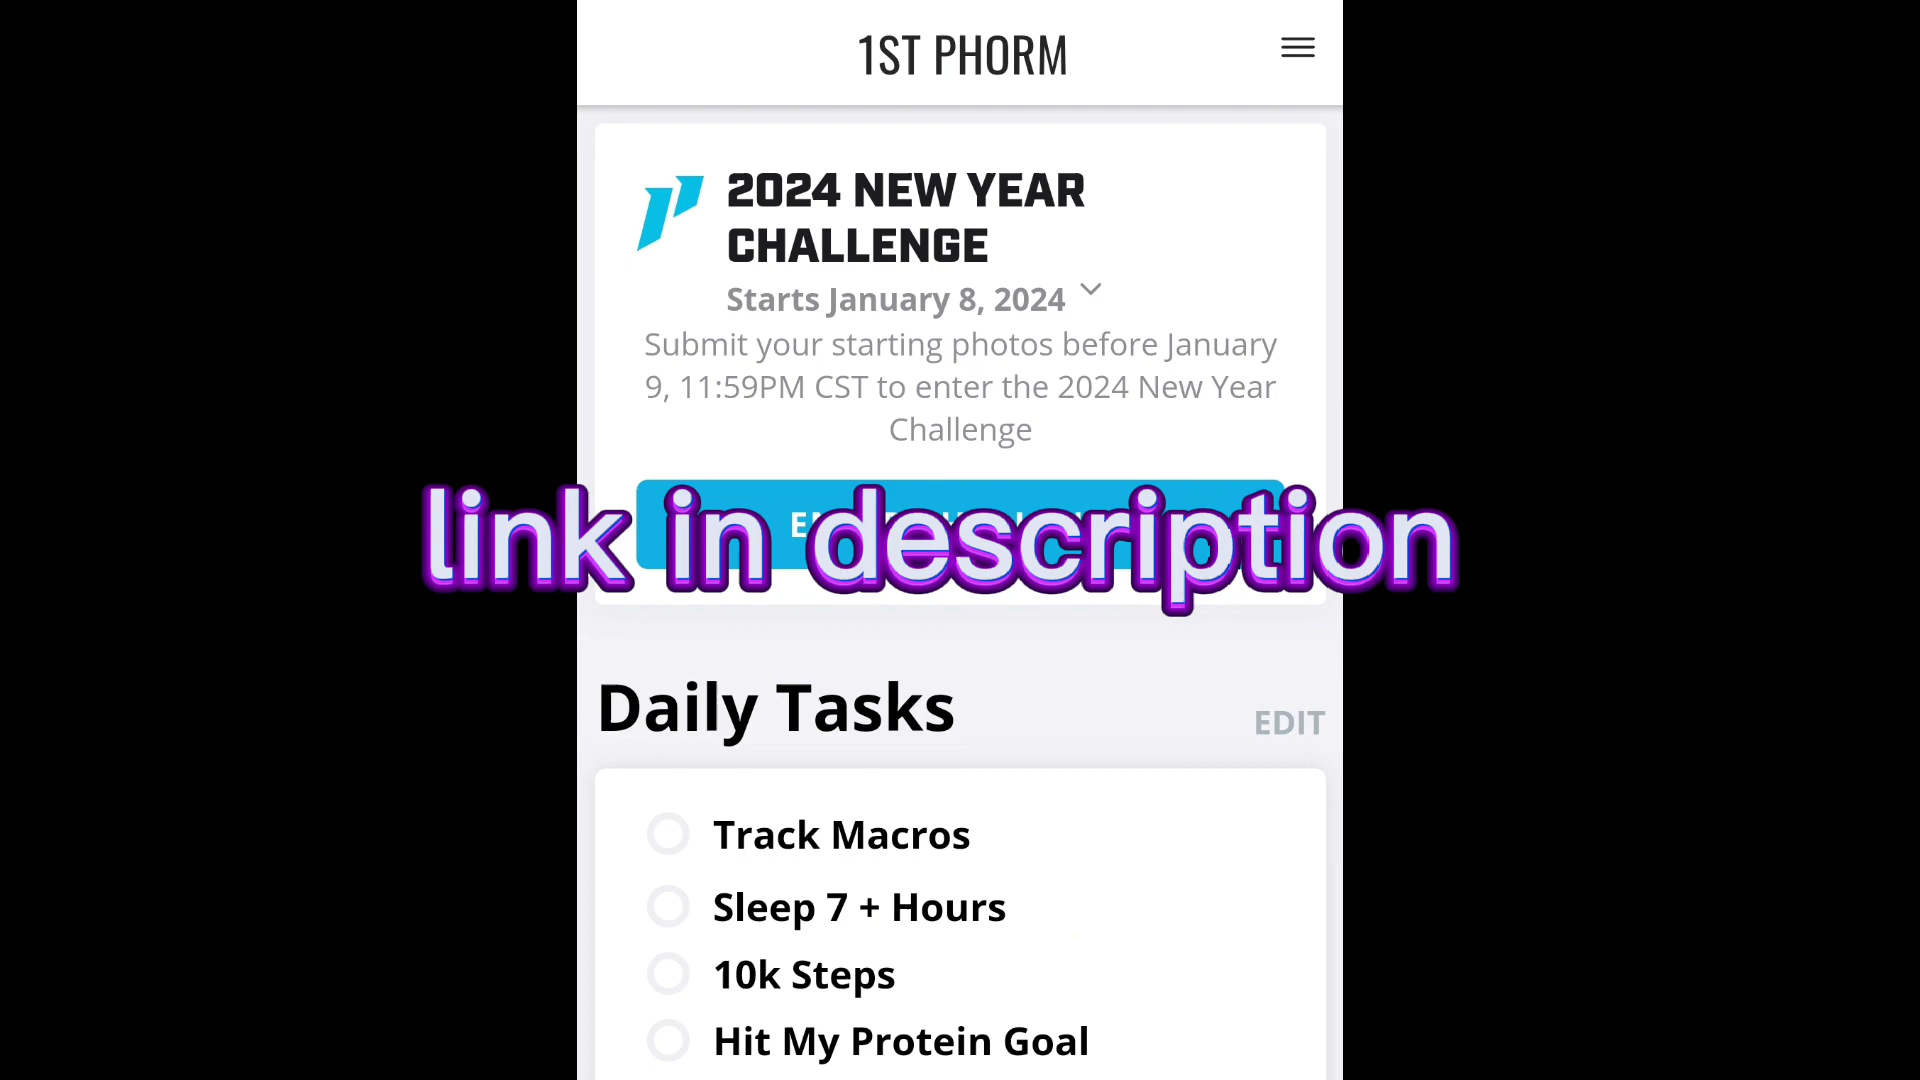 1ST PHORM
2024 NEW YEAR
CHALLENGE
Starts January 8, 2024
Submit your starting photos before January
9, 11:59PM CST to enter the 2024 New Year
Challenge
link in description
Daily Tasks
EDIT
Track Macros
Sleep 7 + Hours
10k Steps
Hit My Protein Goal